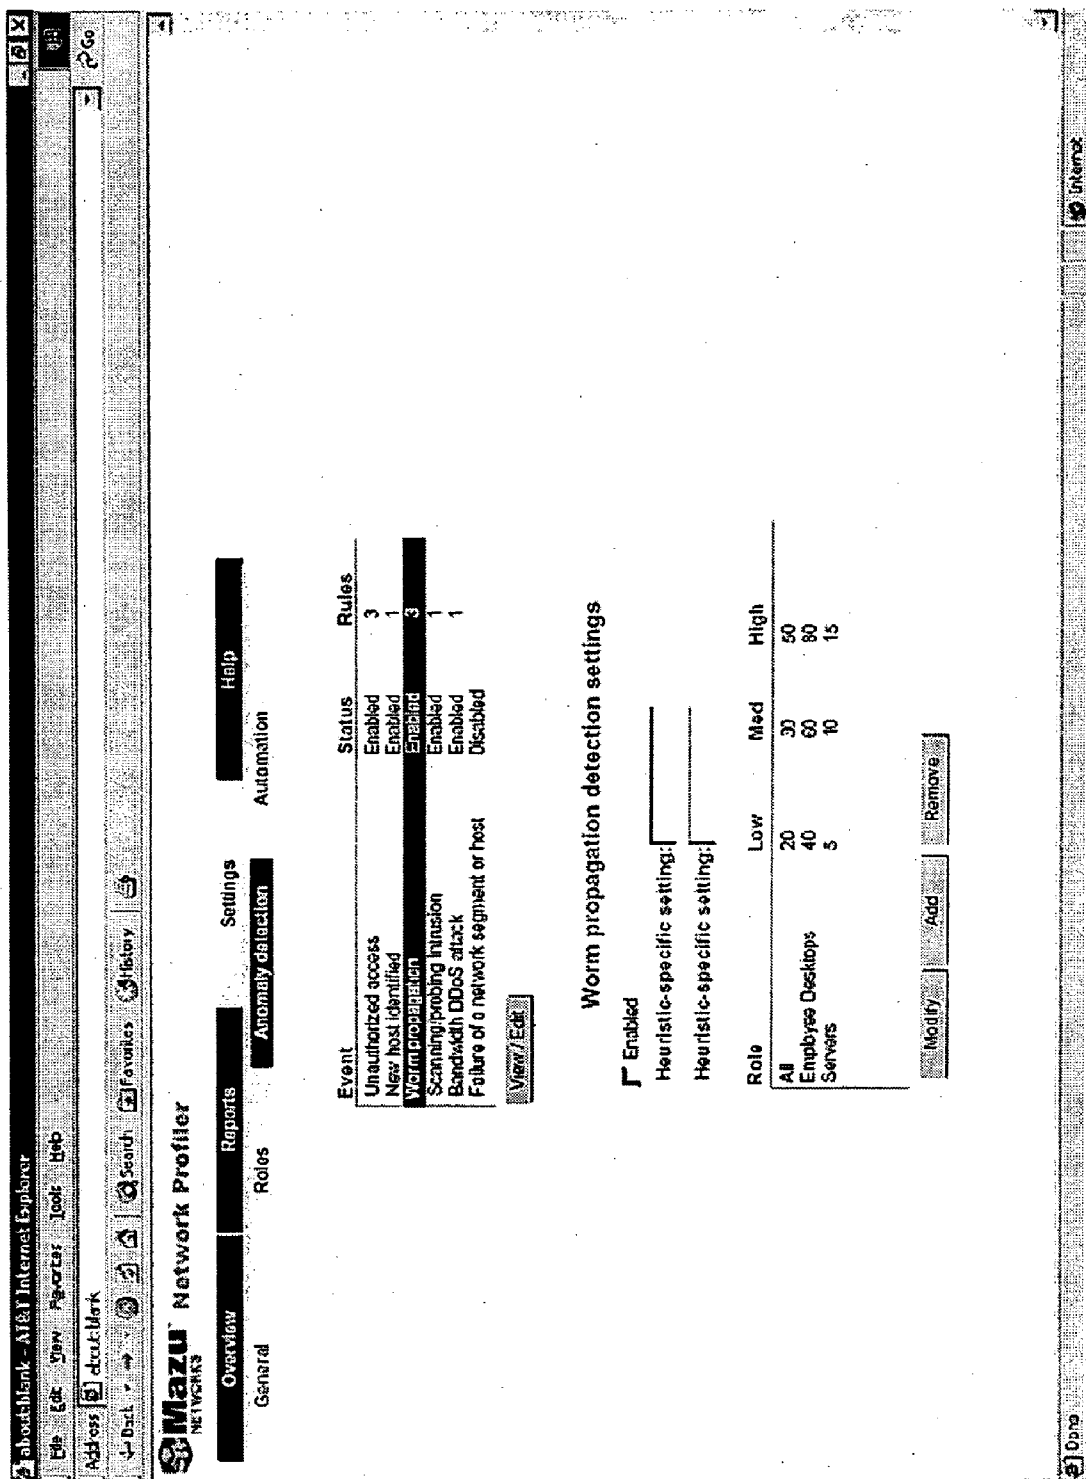 about:blank - AT&T Internet Explorer
File Edit View Favorites Tools Help
Address about:blank Go
Back Search Favorites History
Mazu Network Profiler
NETWORKS
Overview Reports Settings Help
General Roles Anomaly detection Automation
Event Status Rules
Unauthorized access Enabled 3
New host identified Enabled 1
Worm propagation Enabled 3
Scanning/probing intrusion Enabled 1
Bandwidth DDoS attack Enabled 1
Failure of a network segment or host Disabled
View / Edit
Worm propagation detection settings
Enabled
Heuristic-specific setting:
Heuristic-specific setting:
Role Low Med High
All 20 30 50
Employee Desktops 40 60 80
Servers 5 10 15
Modify Add Remove
Done Internet